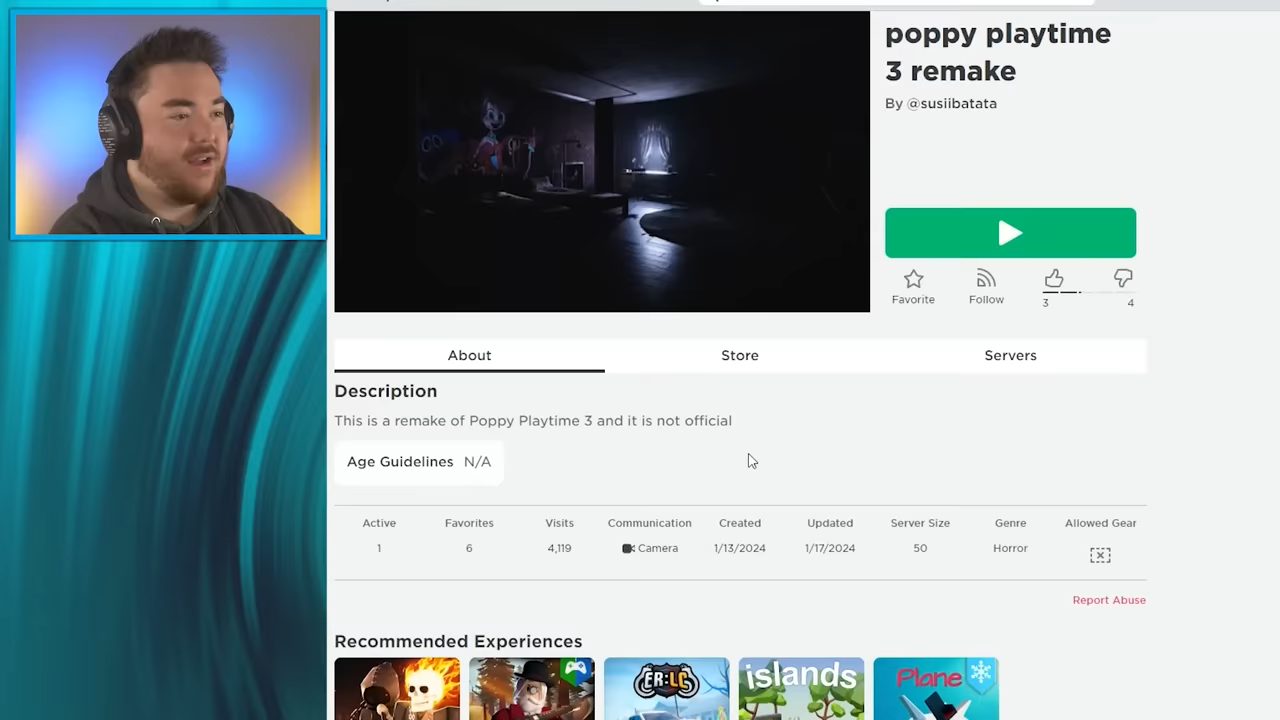 poppy playtime
3 remake
By @susiibatata
Favorite
Follow
3
4
About
Store
Servers
Description
This is a remake of Poppy Playtime 3 and it is not official
Age Guidelines N/A
Active Favorites Visits Communication Created Updated Server Size Genre Allowed Gear
1 6 4,119 Camera 1/13/2024 1/17/2024 50 Horror
Report Abuse
Recommended Experiences
ER:LC
islands
Plane